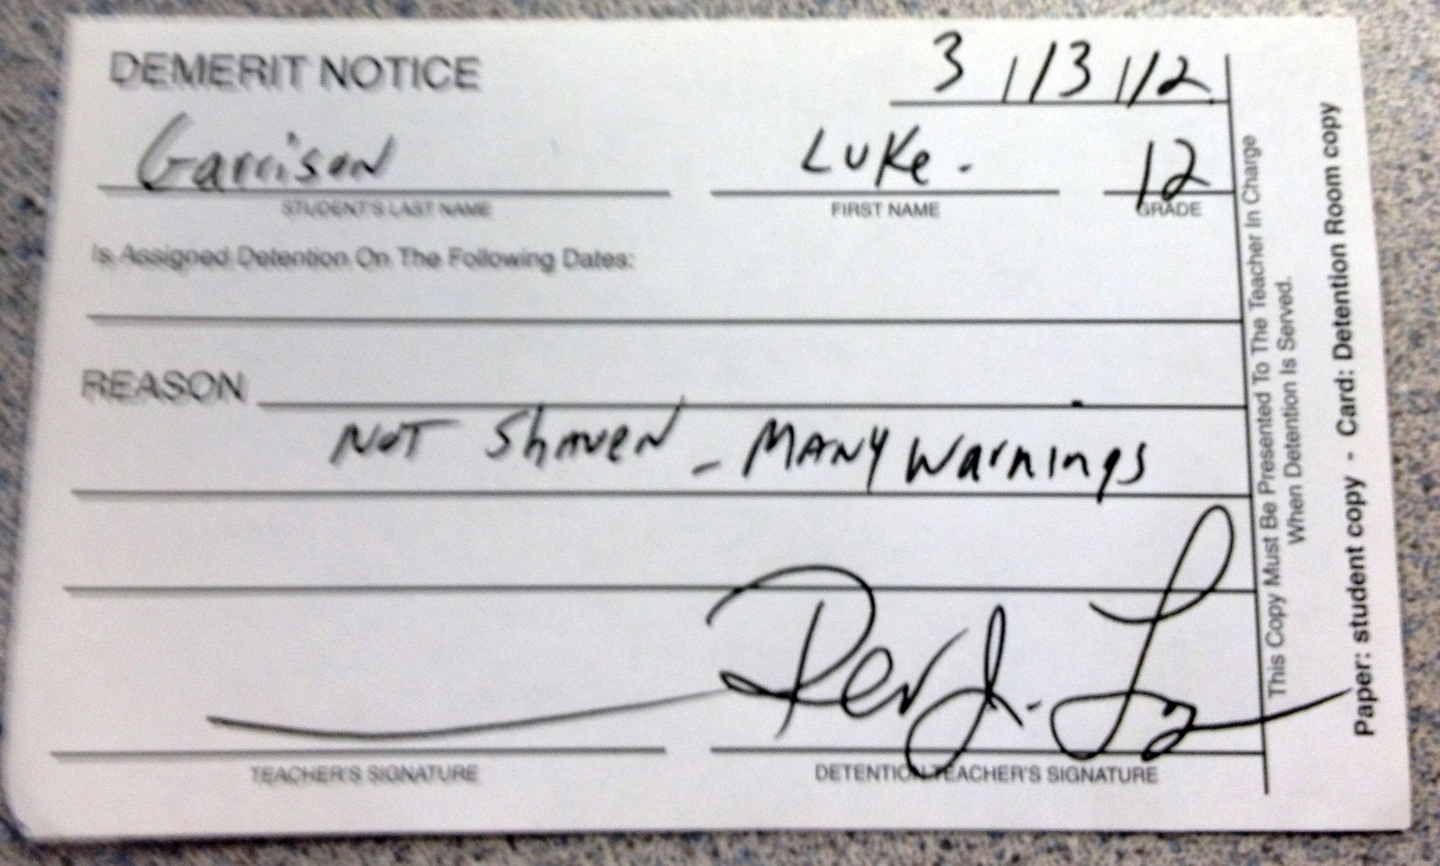 DEMERIT NOTICE
3/13/12
Garrison Luke. 12
STUDENT'S LAST NAME FIRST NAME GRADE
Is Assigned Detention On The Following Dates:
REASON
NOT Shaven - MANY Warnings
TEACHER'S SIGNATURE DETENTION TEACHER'S SIGNATURE
This Copy Must Be Presented To The Teacher In Charge
When Detention Is Served.
Paper: student copy - Card: Detention Room copy